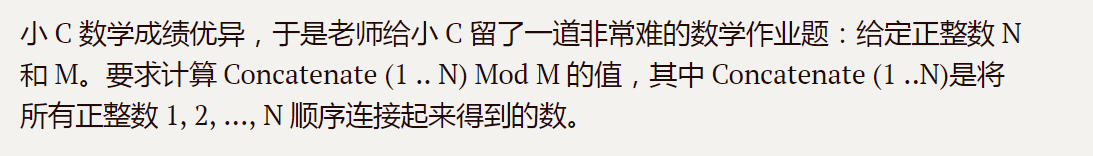 小 C 数学成绩优异，于是老师给小 C 留了一道非常难的数学作业题：给定正整数 N
和 M。要求计算 Concatenate (1 .. N) Mod M 的值，其中 Concatenate (1 ..N)是将
所有正整数 1, 2, …, N 顺序连接起来得到的数。